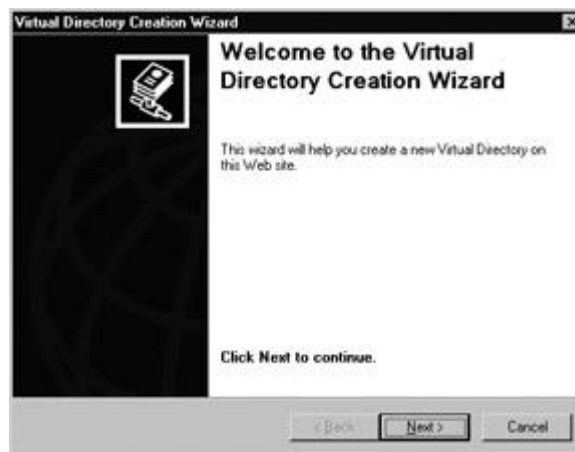 Virtual Directory Creation Wizard
Welcome to the Virtual
Directory Creation Wizard
This wizard will help you create a new Virtual Directory on
this Web site.
Click Next to continue.
< Back
Next >
Cancel